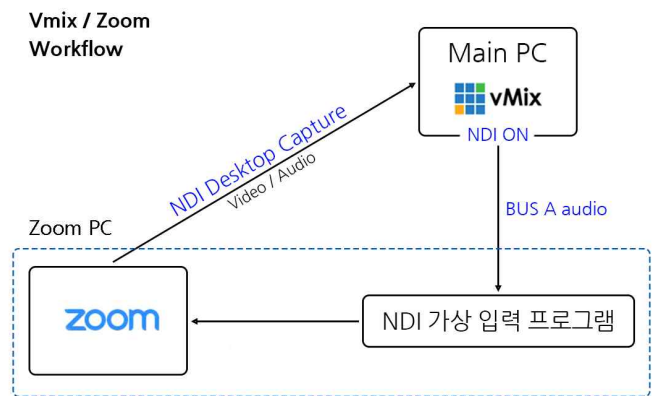 Vmix / Zoom
Workflow
Main PC
vMix
NDI ON
NDI Desktop Capture
Video / Audio
BUS A audio
Zoom PC
zoom
NDI 가상 입력 프로그램